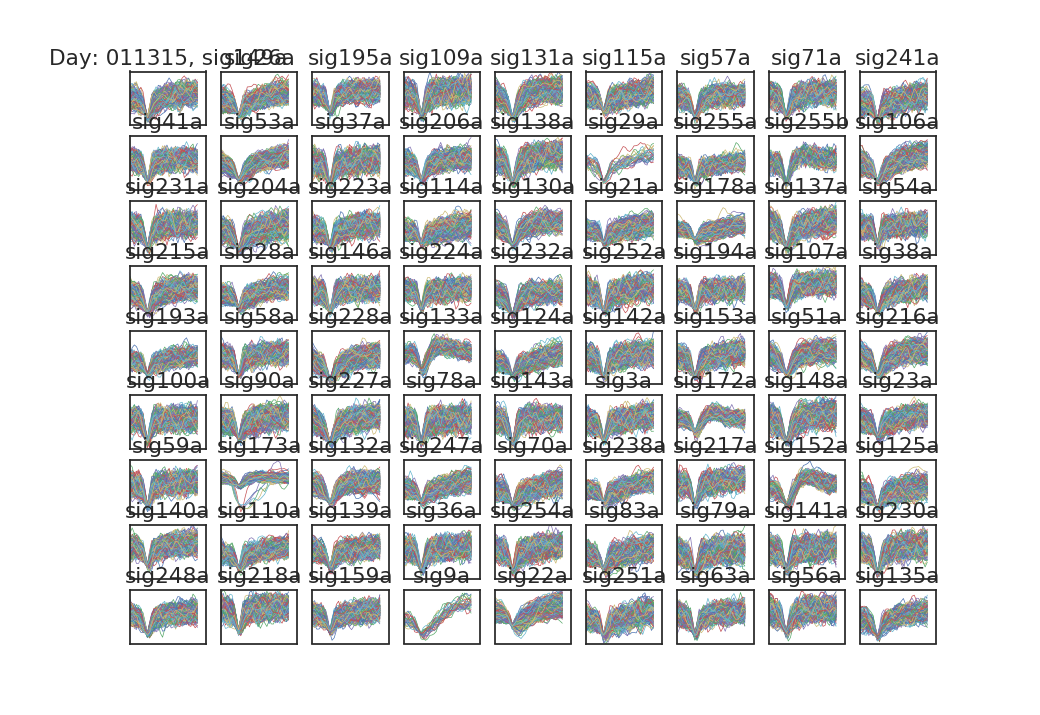 Day: 011315, sig195a sig109a sig131a sig115a sig57a sig71a sig241a
sig41a sig53a sig37a sig206a sig138a sig29a sig255a sig255b sig106a
sig231a sig204a sig223a sig114a sig130a sig21a sig178a sig137a sig54a
sig215a sig28a sig146a sig224a sig232a sig252a sig194a sig107a sig38a
sig193a sig58a sig228a sig133a sig124a sig142a sig153a sig51a sig216a
sig100a sig90a sig227a sig78a sig143a sig3a sig172a sig148a sig23a
sig59a sig173a sig132a sig247a sig70a sig238a sig217a sig152a sig125a
sig140a sig110a sig139a sig36a sig254a sig83a sig79a sig141a sig230a
sig248a sig218a sig159a sig9a sig22a sig251a sig63a sig56a sig135a